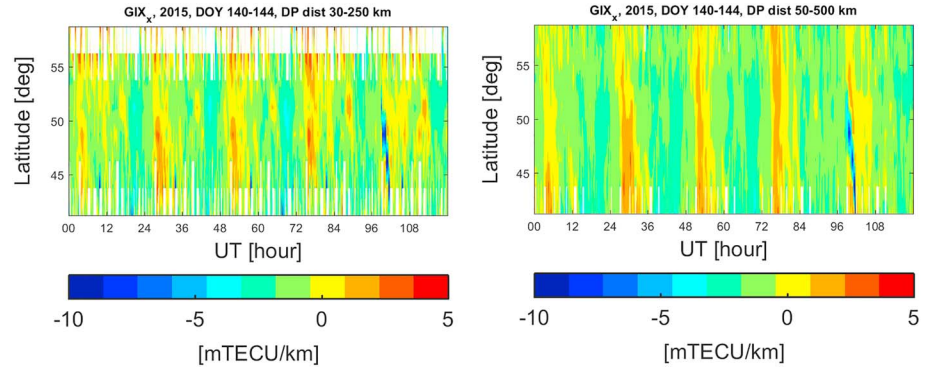 GIXx, 2015, DOY 140-144, DP dist 30-250 km
Latitude [deg]
55
50
45
00 12 24 36 48 60 72 84 96 108
UT [hour]
-10 -5 0 5
[mTECU/km]
GIXx, 2015, DOY 140-144, DP dist 50-500 km
Latitude [deg]
55
50
45
00 12 24 36 48 60 72 84 96 108
UT [hour]
-10 -5 0 5
[mTECU/km]